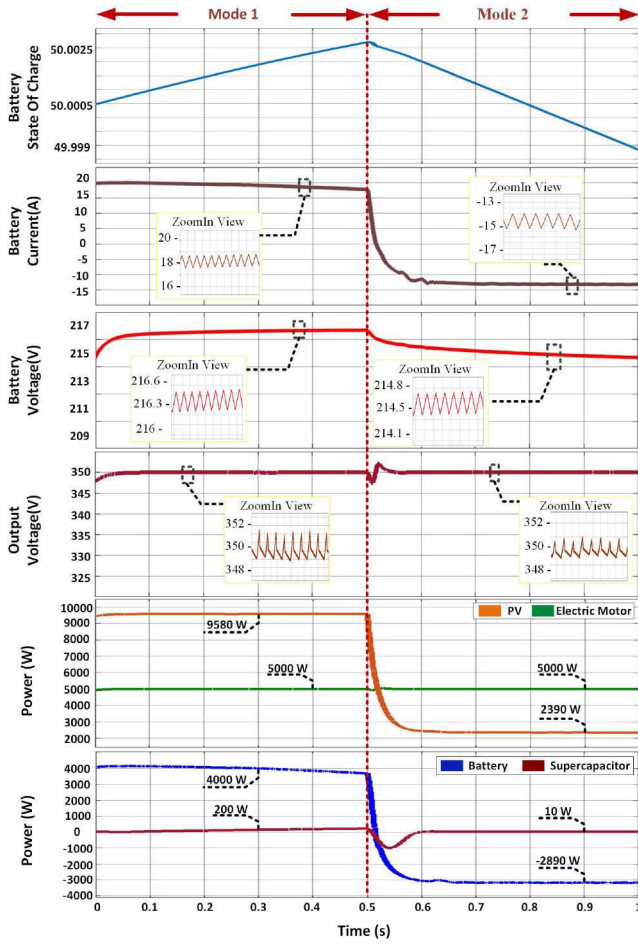 Mode 1 Mode 2
Battery
State Of Charge
50.0025
50.0005
49.999
Battery
Current(A)
20
15
10
5
0
-5
-10
-15
ZoomIn View
20 -
18 -
16 -
ZoomIn View
-13
-15 -
-17
Battery
Voltage(V)
217
215
213
211
209
ZoomIn View
216.6 -
216.3 -
216 -
ZoomIn View
214.8 -
214.5 -
214.1 -
Output
Voltage(V)
350
345
340
335
330
325
320
ZoomIn View
352 -
350 -
348 -
ZoomIn View
352 -
350 -
348 -
Power (W)
10000
9000
8000
7000
6000
5000
4000
3000
2000
PV Electric Motor
9580 W
5000 W
5000 W
2390 W
Power (W)
4000
3000
2000
1000
0
-1000
-2000
-3000
-4000
Battery Supercapacitor
4000 W
200 W
10 W
-2890 W
0 0.1 0.2 0.3 0.4 0.5 0.6 0.7 0.8 0.9 1
Time (s)